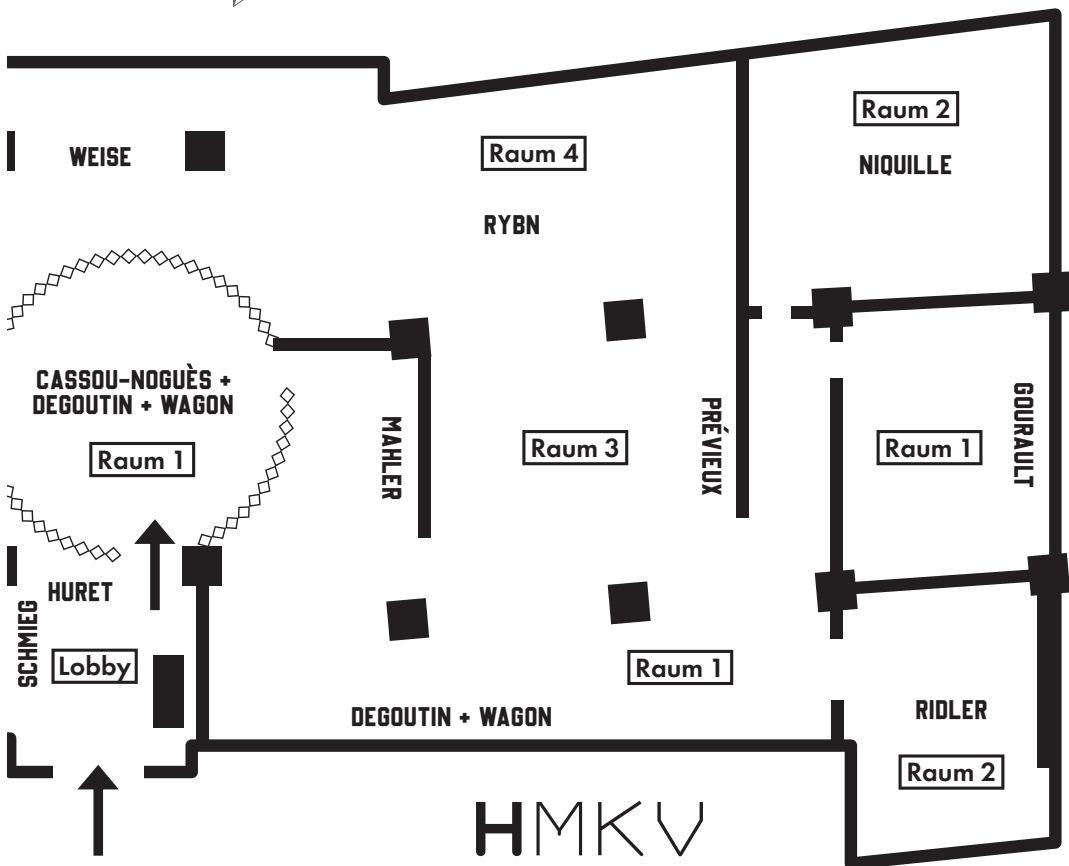 WEISE
Raum 4
RYBN
Raum 2
NIQUILLE
CASSOU-NOGUÈS +
DEGOUTIN + WAGON
Raum 1
MAHLER
Raum 3
PRÉVIEUX
Raum 1
GOURAULT
HURET
SCHMIEG
Lobby
Raum 1
DEGOUTIN + WAGON
RIDLER
Raum 2
HMKV